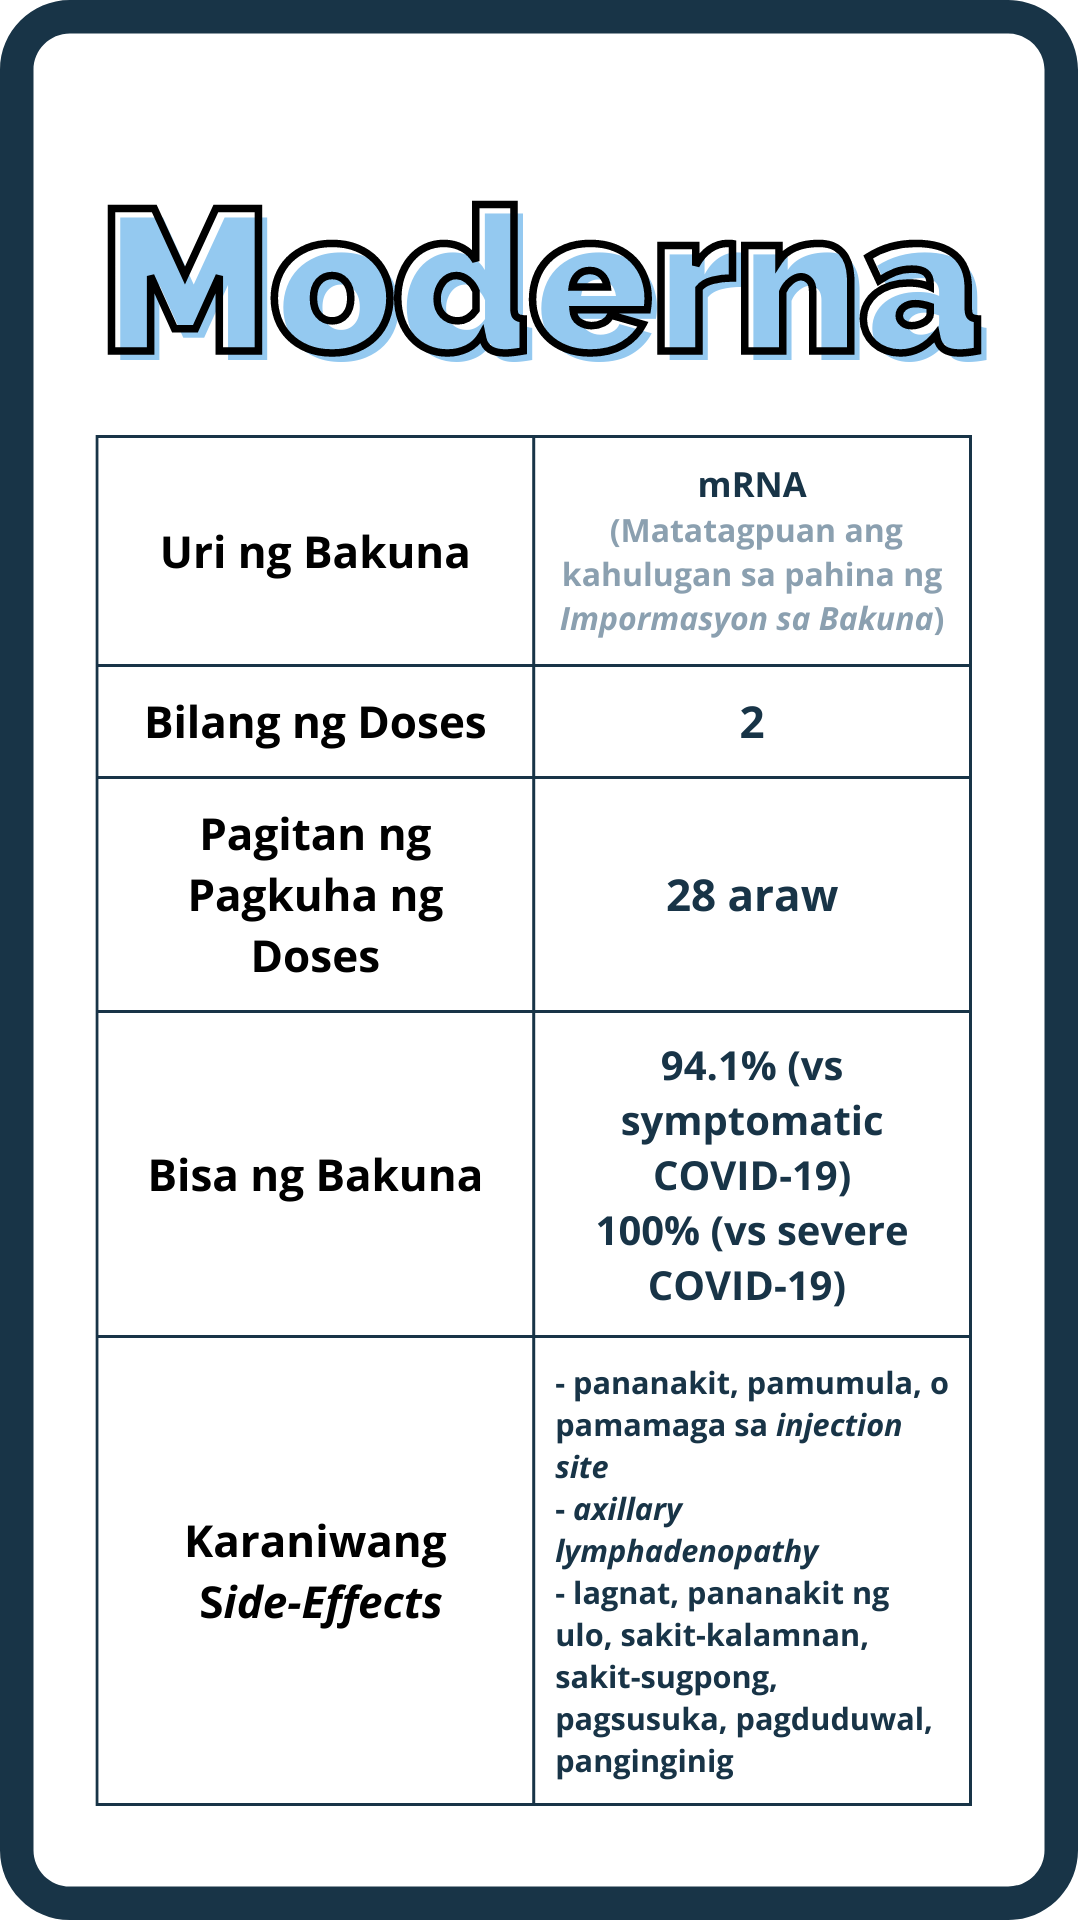 Moderna
Uri ng Bakuna
mRNA
(Matatagpuan ang
kahulugan sa pahina ng
Impormasyon sa Bakuna)
Bilang ng Doses
2
Pagitan ng
Pagkuha ng
Doses
28 araw
Bisa ng Bakuna
94.1% (vs
symptomatic
COVID-19)
100% (vs severe
COVID-19)
Karaniwang
Side-Effects
- pananakit, pamumula, o
pamamaga sa injection
site
- axillary
lymphadenopathy
- lagnat, pananakit ng
ulo, sakit-kalamnan,
sakit-sugpong,
pagsusuka, pagduduwal,
panginginig